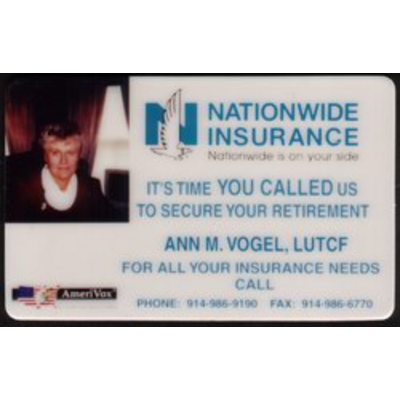 N NATIONWIDE
INSURANCE
Nationwide is on your side
IT'S TIME YOU CALLED US
TO SECURE YOUR RETIREMENT
ANN M. VOGEL, LUTCF
FOR ALL YOUR INSURANCE NEEDS
CALL
AmeriVox
PHONE: 914-986-9190 FAX: 914-986-6770